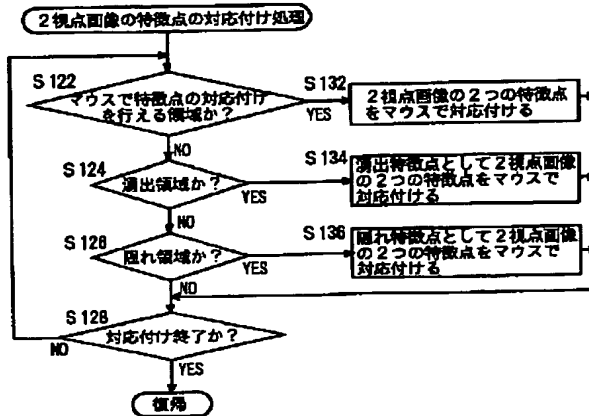 2視点画像の特徴点の対応付け処理
S122
マウスで特徴点の対応付け
を行える領域か？
YES
NO
S132
2視点画像の2つの特徴点
をマウスで対応付ける
S124
湧出領域か？
YES
NO
S134
湧出特徴点として2視点画像
の2つの特徴点をマウスで
対応付ける
S126
隠れ領域か？
YES
NO
S136
隠れ特徴点として2視点画像
の2つの特徴点をマウスで
対応付ける
S128
対応付け終了か？
NO
YES
復帰